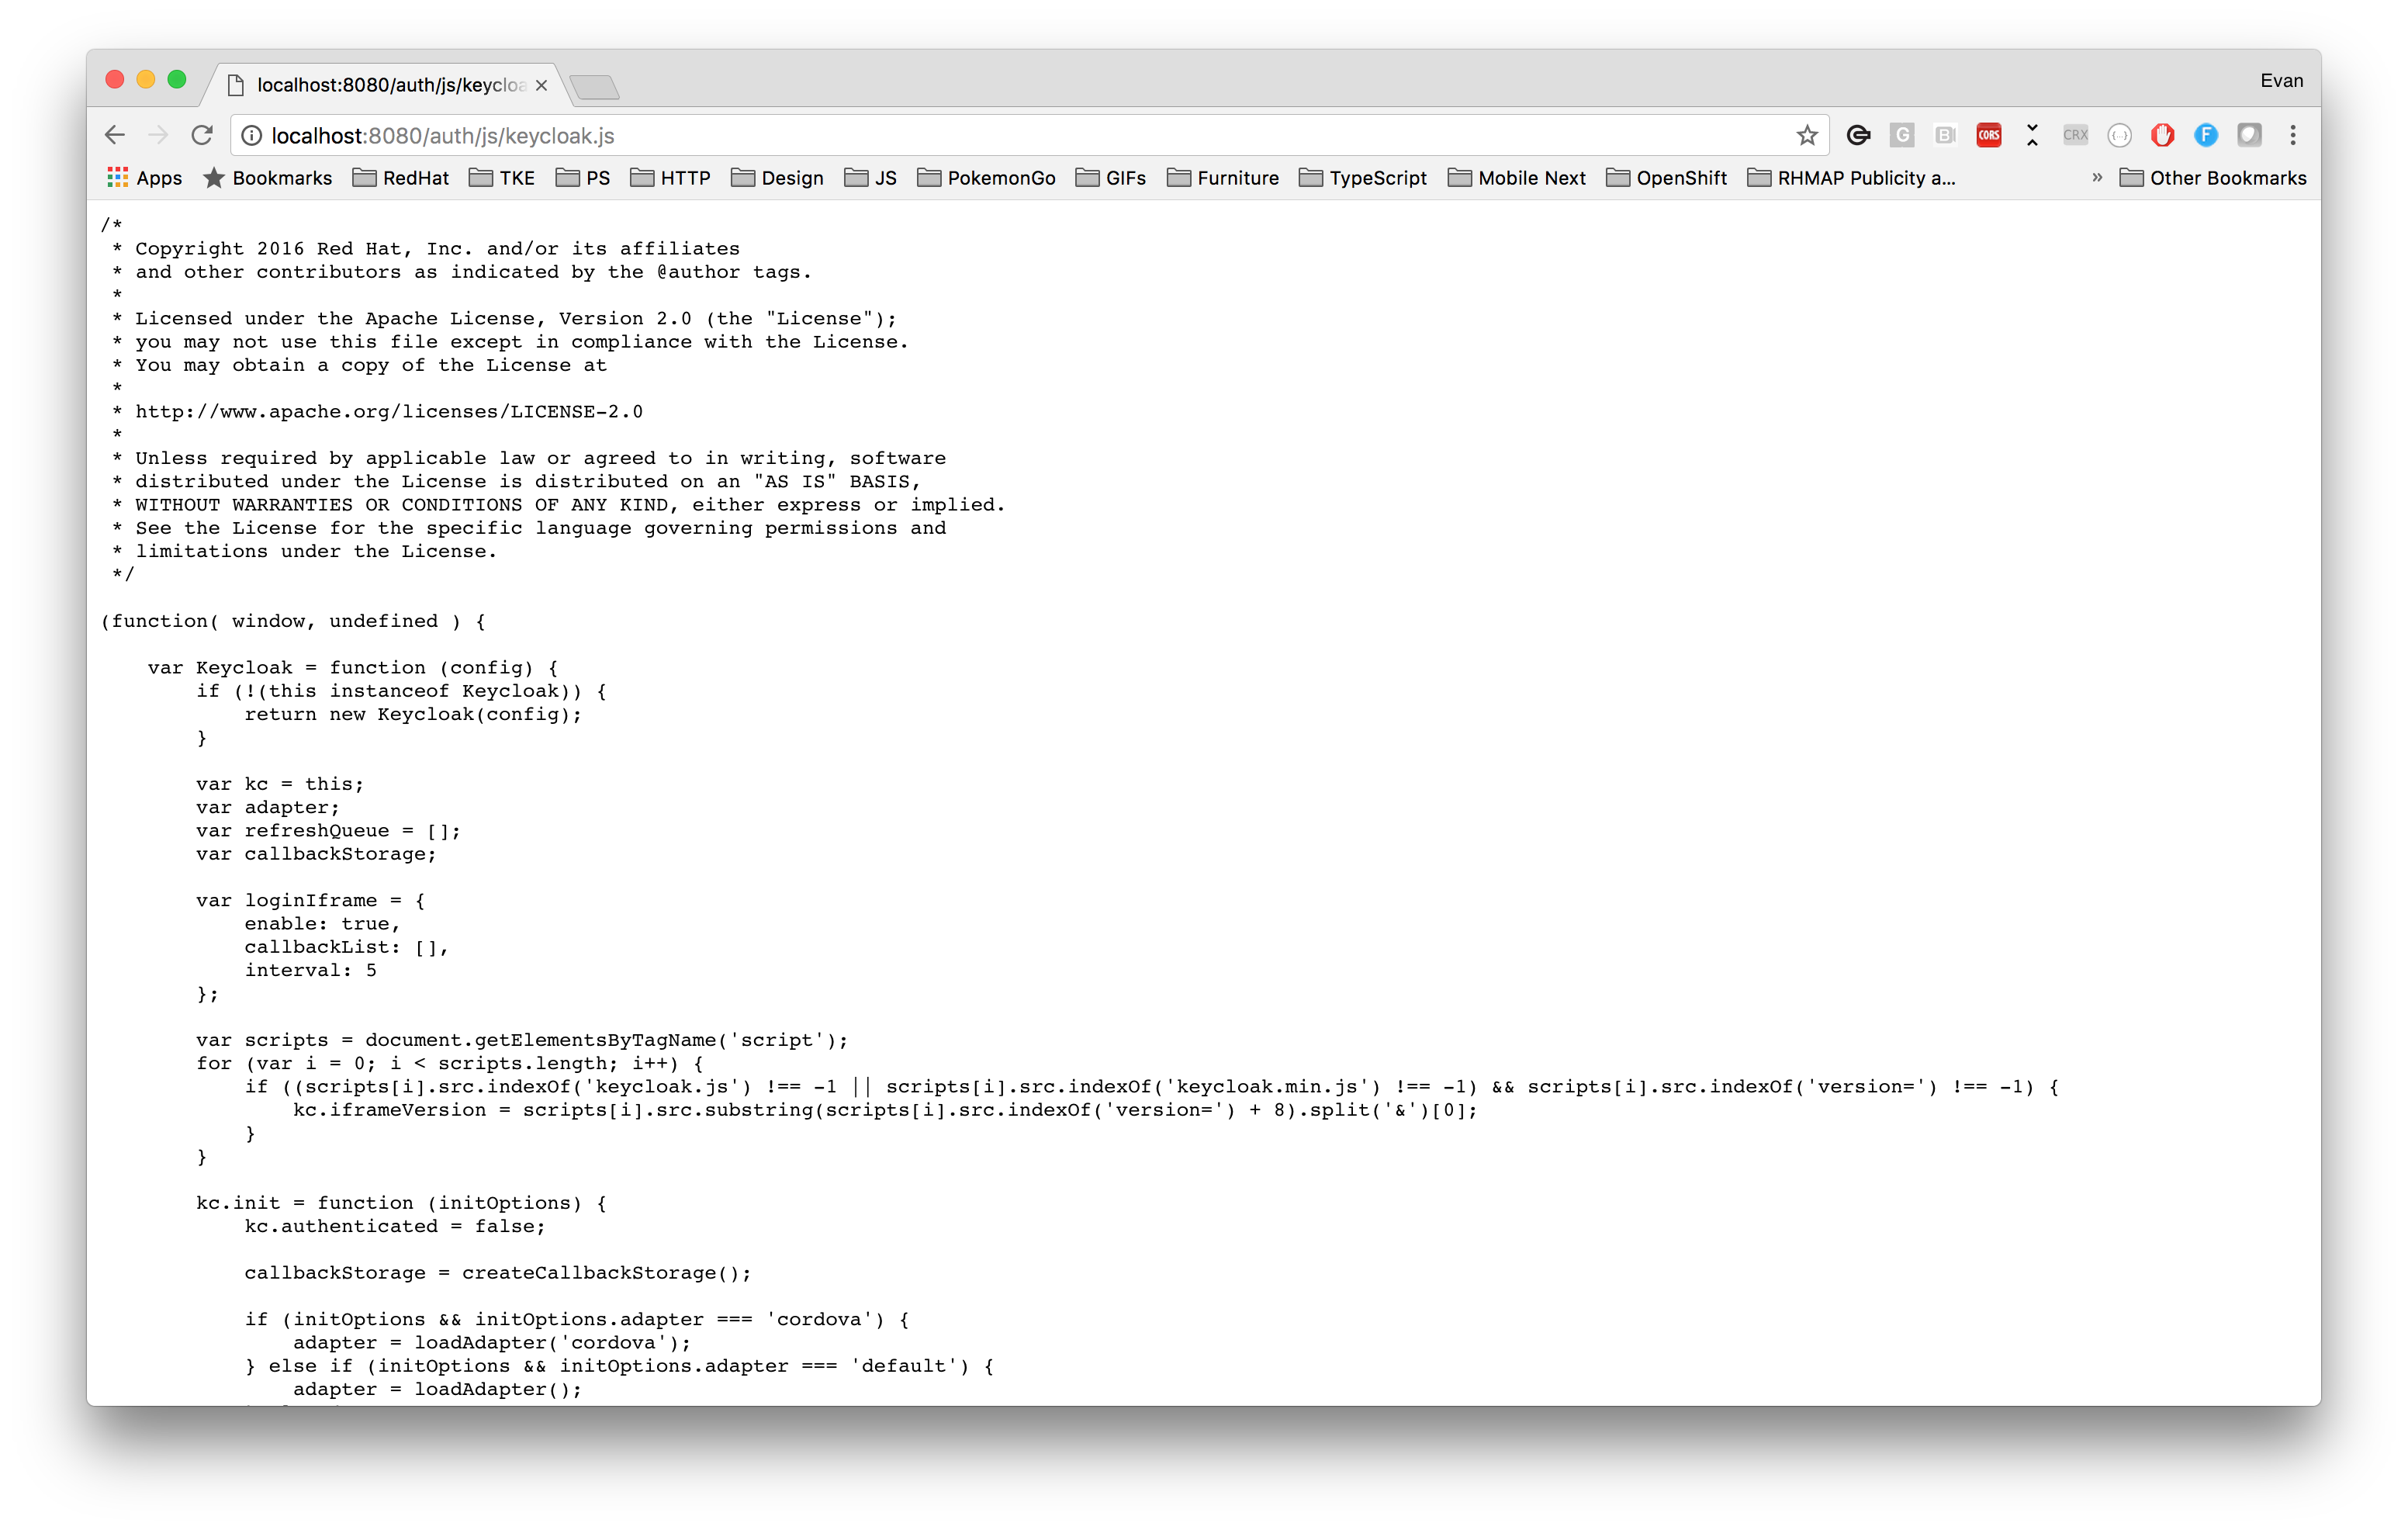 localhost:8080/auth/js/keycloa
Evan
localhost:8080/auth/js/keycloak.js
G B CORS CRX {...} F
Apps Bookmarks RedHat TKE PS HTTP Design JS PokemonGo GIFs Furniture TypeScript Mobile Next OpenShift RHMAP Publicity a... » Other Bookmarks
/*
 * Copyright 2016 Red Hat, Inc. and/or its affiliates
 * and other contributors as indicated by the @author tags.
 *
 * Licensed under the Apache License, Version 2.0 (the "License");
 * you may not use this file except in compliance with the License.
 * You may obtain a copy of the License at
 *
 * http://www.apache.org/licenses/LICENSE-2.0
 *
 * Unless required by applicable law or agreed to in writing, software
 * distributed under the License is distributed on an "AS IS" BASIS,
 * WITHOUT WARRANTIES OR CONDITIONS OF ANY KIND, either express or implied.
 * See the License for the specific language governing permissions and
 * limitations under the License.
 */
(function( window, undefined ) {
    var Keycloak = function (config) {
        if (!(this instanceof Keycloak)) {
            return new Keycloak(config);
        }
        var kc = this;
        var adapter;
        var refreshQueue = [];
        var callbackStorage;
        var loginIframe = {
            enable: true,
            callbackList: [],
            interval: 5
        };
        var scripts = document.getElementsByTagName('script');
        for (var i = 0; i < scripts.length; i++) {
            if ((scripts[i].src.indexOf('keycloak.js') !== -1 || scripts[i].src.indexOf('keycloak.min.js') !== -1) && scripts[i].src.indexOf('version=') !== -1) {
                kc.iframeVersion = scripts[i].src.substring(scripts[i].src.indexOf('version=') + 8).split('&')[0];
            }
        }
        kc.init = function (initOptions) {
            kc.authenticated = false;
            callbackStorage = createCallbackStorage();
            if (initOptions && initOptions.adapter === 'cordova') {
                adapter = loadAdapter('cordova');
            } else if (initOptions && initOptions.adapter === 'default') {
                adapter = loadAdapter();